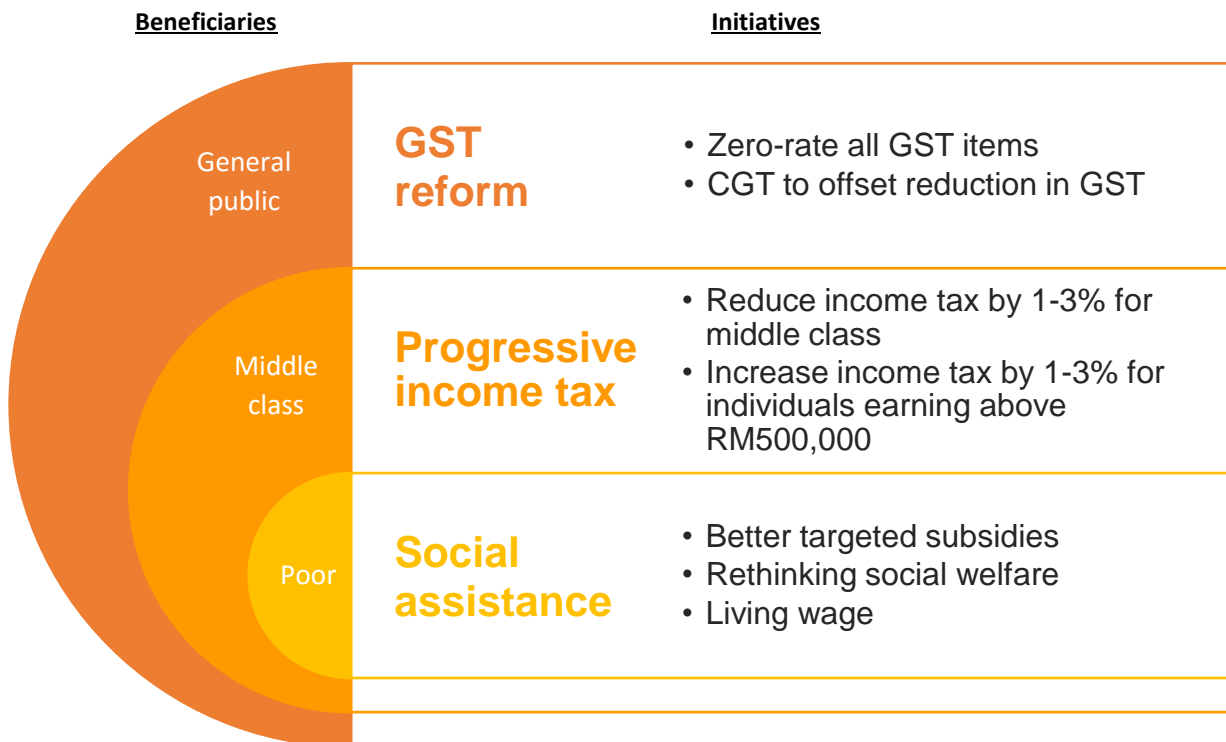 Beneficiaries
Initiatives
General
public
GST
reform
• Zero-rate all GST items
• CGT to offset reduction in GST
Middle
class
Progressive
income tax
• Reduce income tax by 1-3% for
middle class
• Increase income tax by 1-3% for
individuals earning above
RM500,000
Poor
Social
assistance
• Better targeted subsidies
• Rethinking social welfare
• Living wage